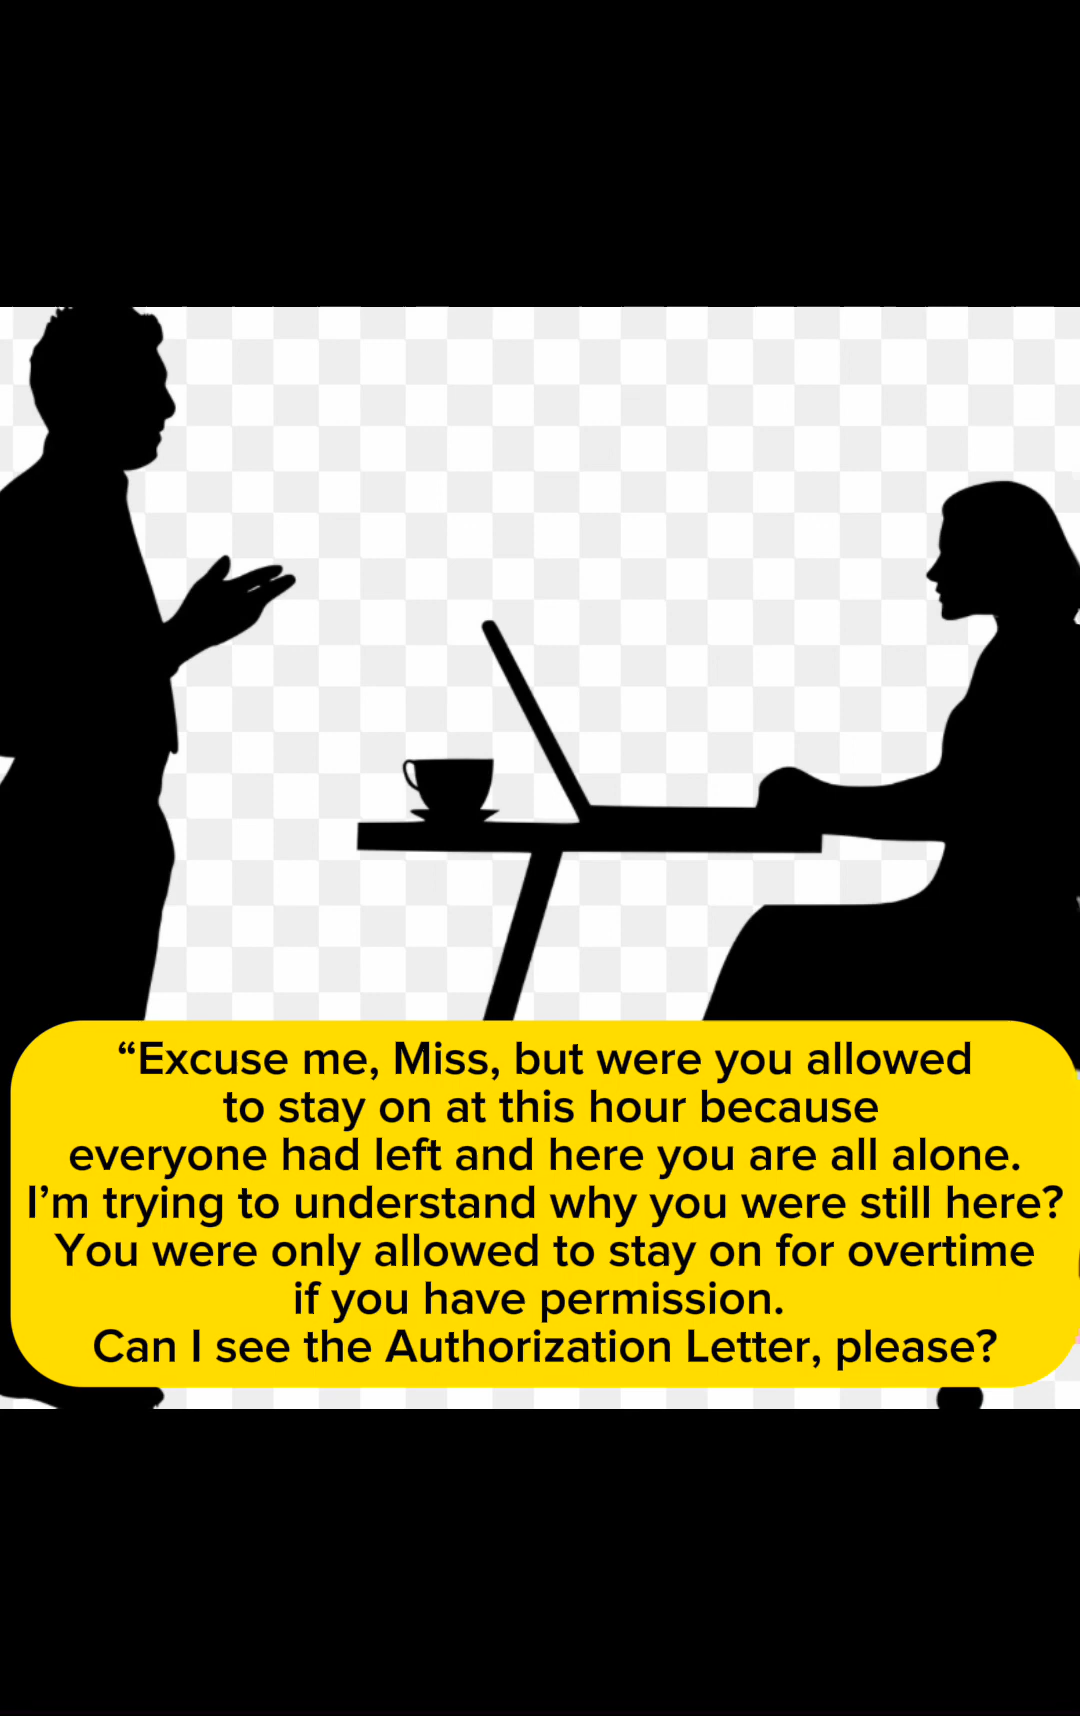 “Excuse me, Miss, but were you allowed
to stay on at this hour because
everyone had left and here you are all alone.
I’m trying to understand why you were still here?
You were only allowed to stay on for overtime
if you have permission.
Can I see the Authorization Letter, please?